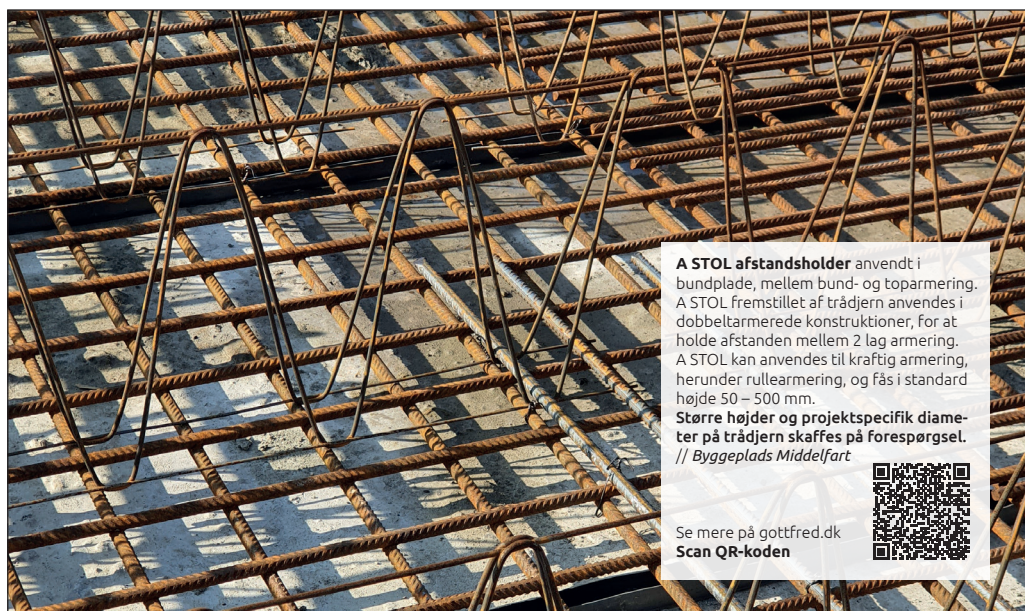 A STOL afstandsholder anvendt i
bundplade, mellem bund- og toparmering.
A STOL fremstillet af trådjern anvendes i
dobbeltarmerede konstruktioner, for at
holde afstanden mellem 2 lag armering.
A STOL kan anvendes til kraftig armering,
herunder rullearmering, og fås i standard
højde 50 – 500 mm.
Større højder og projektspecifik diame-
ter på trådjern skaffes på forespørgsel.
// Byggeplads Middelfart
Se mere på gottfred.dk
Scan QR-koden